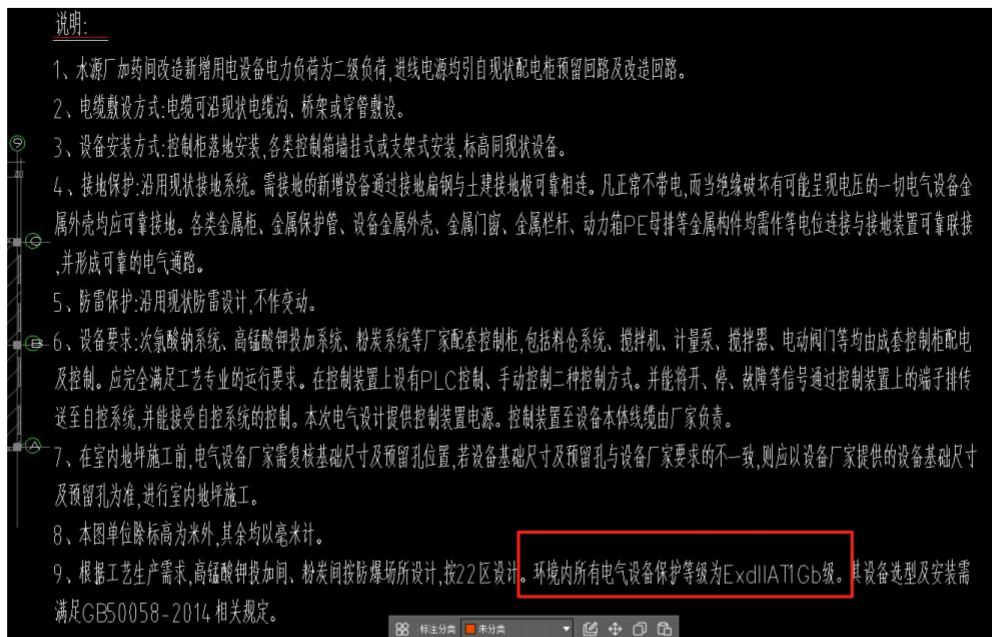 说明:
1、水源厂加药间改造新增用电设备电力负荷为二级负荷,进线电源均引自现状配电柜预留回路及改造回路。
2、电缆敷设方式:电缆可沿现状电缆沟、桥架或穿管敷设。
3、设备安装方式:控制柜落地安装,各类控制箱墙挂式或支架式安装,标高同现状设备。
4、接地保护:沿用现状接地系统。需接地的新增设备通过接地扁钢与土建接地极可靠相连。凡正常不带电,而当绝缘破坏有可能呈现电压的一切电气设备金
属外壳均应可靠接地。各类金属柜、金属保护管、设备金属外壳、金属门窗、金属栏杆、动力箱PE母排等金属构件均需作等电位连接与接地装置可靠联接
,并形成可靠的电气通路。
5、防雷保护:沿用现状防雷设计,不作变动。
6、设备要求:次氯酸钠系统、高锰酸钾投加系统、粉炭系统等厂家配套控制柜,包括料仓系统、搅拌机、计量泵、搅拌器、电动阀门等均由成套控制柜配电
及控制。应完全满足工艺专业的运行要求。在控制装置上设有PLC控制、手动控制二种控制方式。并能将开、停、故障等信号通过控制装置上的端子排传
送至自控系统,并能接受自控系统的控制。本次电气设计提供控制装置电源。控制装置至设备本体线缆由厂家负责。
7、在室内地坪施工前,电气设备厂家需复核基础尺寸及预留孔位置,若设备基础尺寸及预留孔与设备厂家要求的不一致,则应以设备厂家提供的设备基础尺寸
及预留孔为准,进行室内地坪施工。
8、本图单位除标高为米外,其余均以毫米计。
9、根据工艺生产需求,高锰酸钾投加间、粉炭间按防爆场所设计,按22区设计。环境内所有电气设备保护等级为ExdIIAT1Gb级。其设备选型及安装需
满足GB50058-2014相关规定。
标注分类 未分类